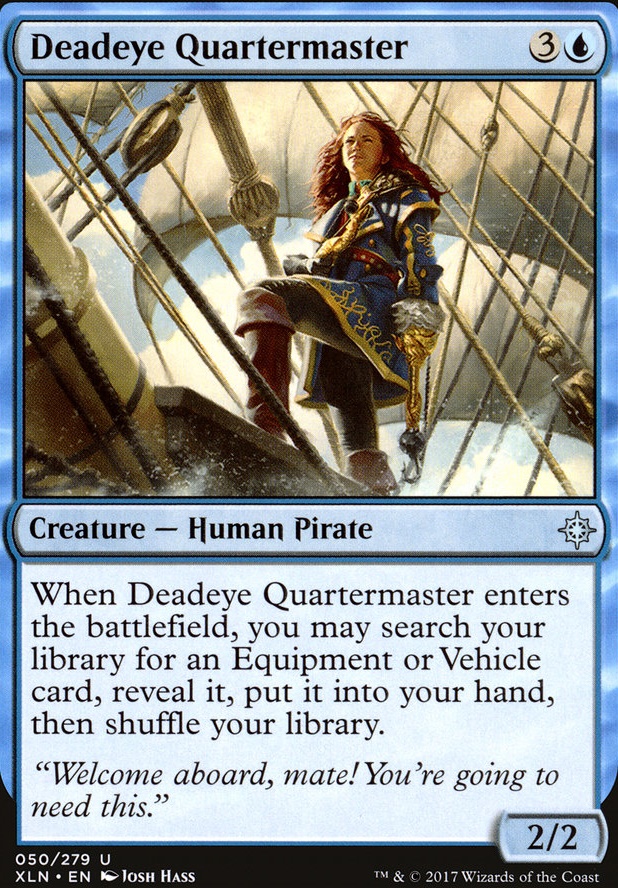 Deadeye Quartermaster 3
Creature — Human Pirate
When Deadeye Quartermaster enters
the battlefield, you may search your
library for an Equipment or Vehicle
card, reveal it, put it into your hand,
then shuffle your library.
“Welcome aboard, mate! You’re going to
need this.”
2/2
050/279 U
XLN • EN Josh Hass ™ & © 2017 Wizards of the Coast